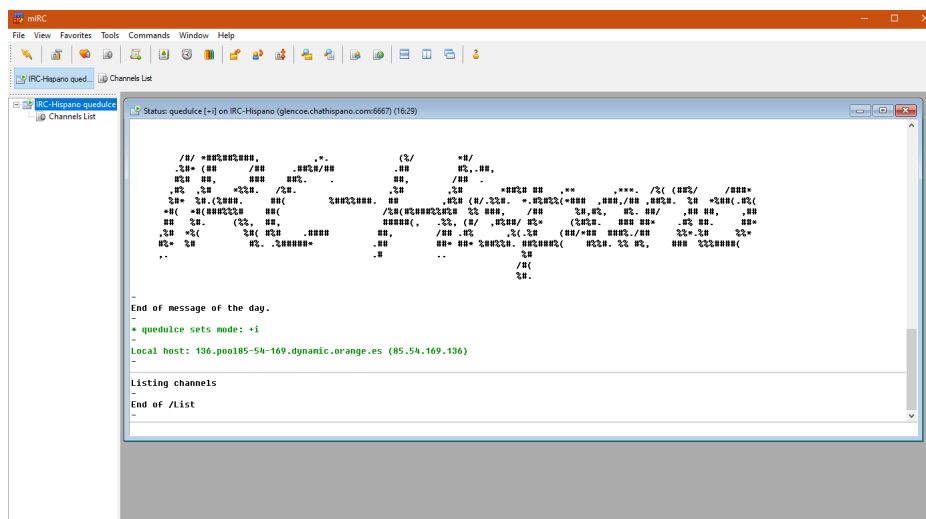 mIRC
File View Favorites Tools Commands Window Help
IRC-Hispano qued... Channels List
IRC-Hispano quedulce
Channels List
Status: quedulce [+i] on IRC-Hispano (glencoe.chathispano.com:6667) (16:29)
IRC-Hispano
-
End of message of the day.
-
* quedulce sets mode: +i
-
Local host: 136.pool85-54-169.dynamic.orange.es (85.54.169.136)
-
Listing channels
-
End of /List
-